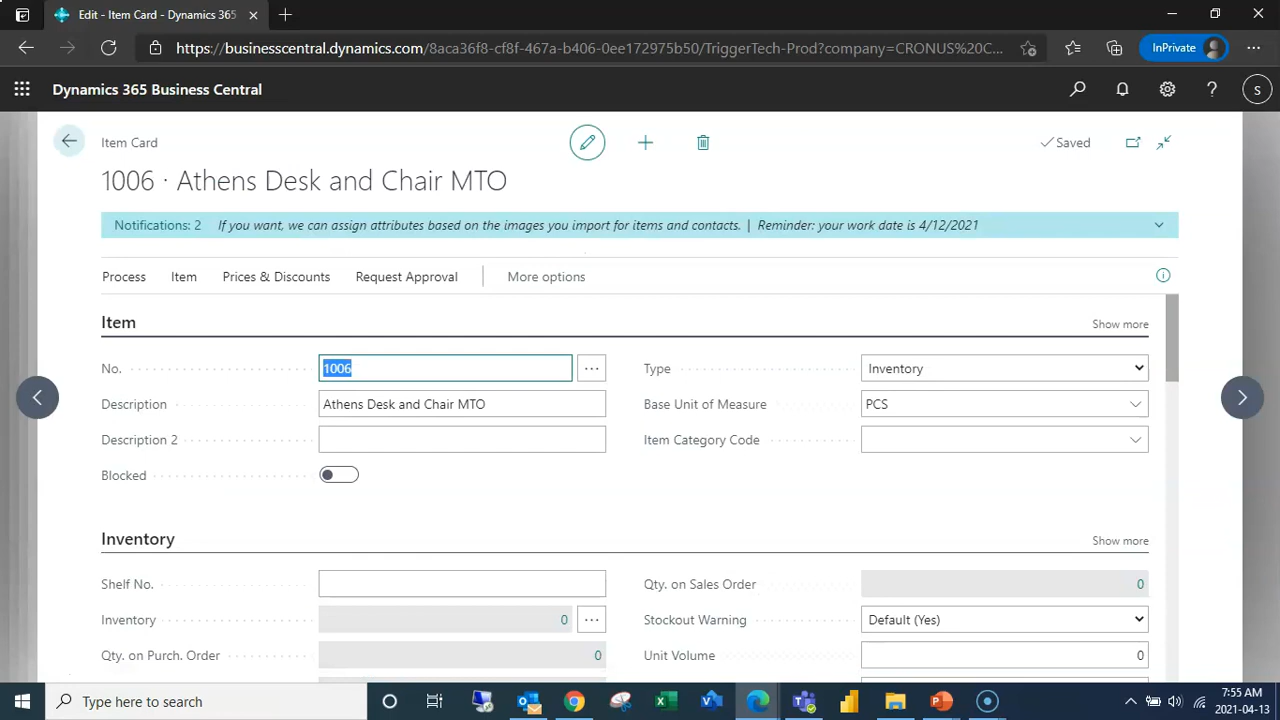 Edit - Item Card - Dynamics 365
https://businesscentral.dynamics.com/8aca36f8-cf8f-467a-b406-0ee172975b50/TriggerTech-Prod?company=CRONUS%20C...
InPrivate
Dynamics 365 Business Central
S
Item Card
Saved
1006 · Athens Desk and Chair MTO
Notifications: 2 If you want, we can assign attributes based on the images you import for items and contacts. | Reminder: your work date is 4/12/2021
Process Item Prices & Discounts Request Approval More options
Item Show more
No. 1006 ... Type Inventory
Description Athens Desk and Chair MTO Base Unit of Measure PCS
Description 2 Item Category Code
Blocked
Inventory Show more
Shelf No. Qty. on Sales Order 0
Inventory 0 ... Stockout Warning Default (Yes)
Qty. on Purch. Order 0 Unit Volume 0
Type here to search
7:55 AM
2021-04-13